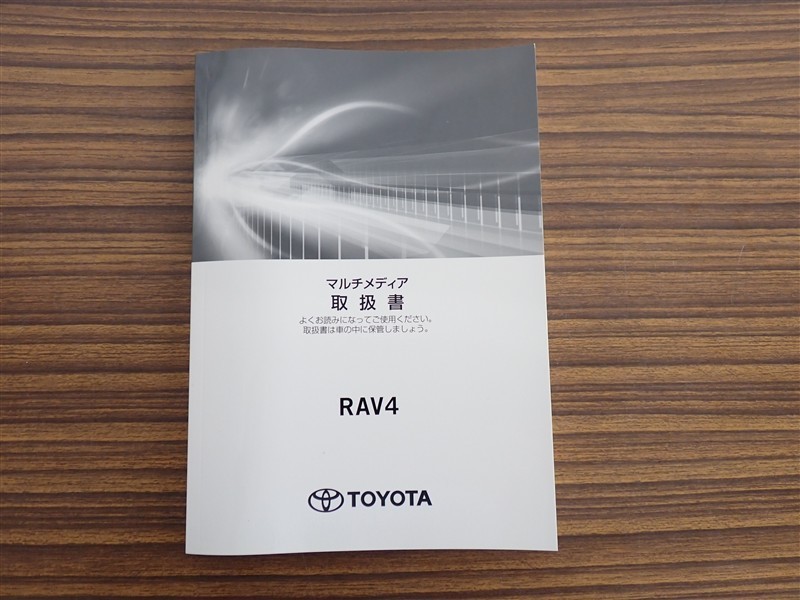 マルチメディア
取扱書
よくお読みになってご使用ください。
取扱書は車の中に保管しましょう。
RAV4
TOYOTA